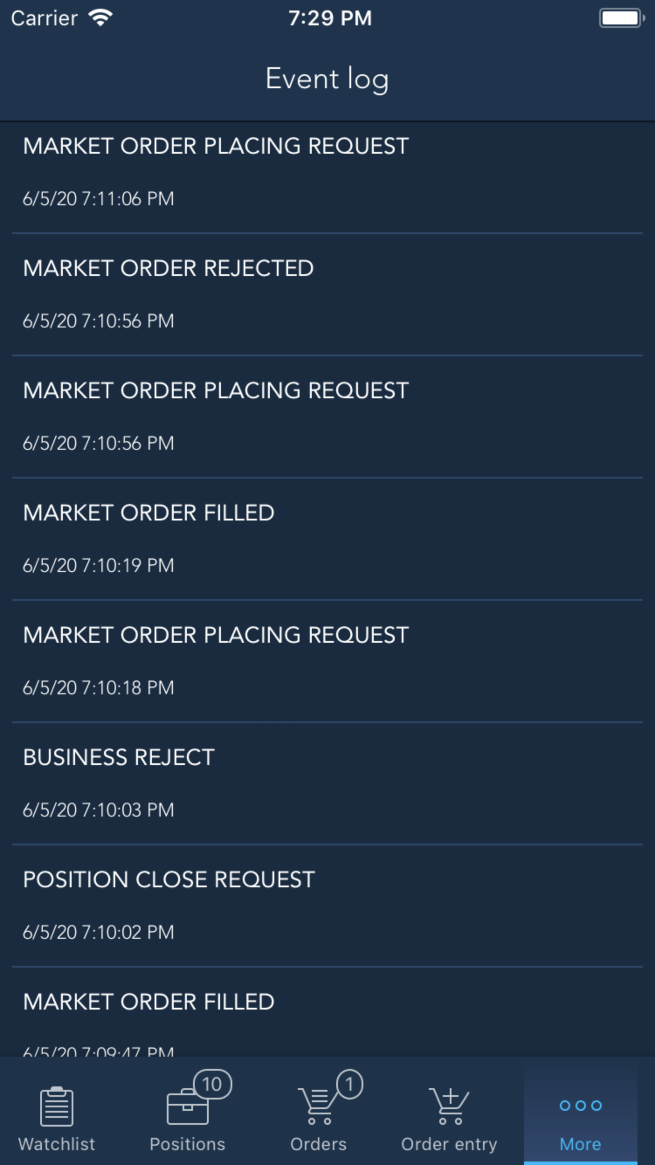 Carrier 7:29 PM
Event log
MARKET ORDER PLACING REQUEST
6/5/20 7:11:06 PM
MARKET ORDER REJECTED
6/5/20 7:10:56 PM
MARKET ORDER PLACING REQUEST
6/5/20 7:10:56 PM
MARKET ORDER FILLED
6/5/20 7:10:19 PM
MARKET ORDER PLACING REQUEST
6/5/20 7:10:18 PM
BUSINESS REJECT
6/5/20 7:10:03 PM
POSITION CLOSE REQUEST
6/5/20 7:10:02 PM
MARKET ORDER FILLED
6/5/20 7:09:47 PM
10 1
Watchlist Positions Orders Order entry More